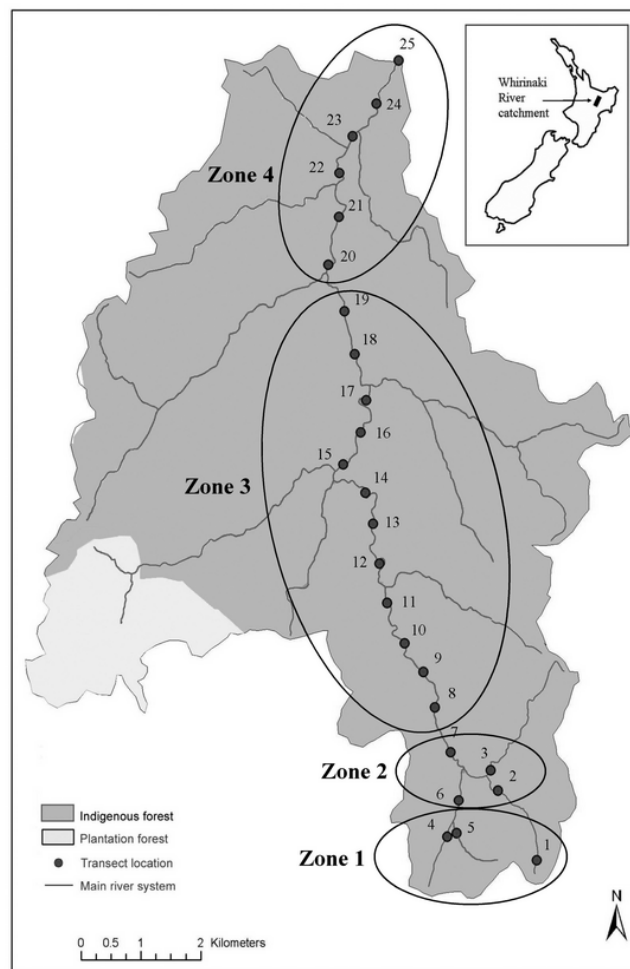 25
Whirinaki
River
catchment
24
23
22
Zone 4
21
20
19
18
17
16
15
14
Zone 3
13
12
11
10
9
8
7
3
Zone 2
2
6
4
5
1
Zone 1
Indigenous forest
Plantation forest
Transect location
Main river system
N
0 0.5 1 2 Kilometers